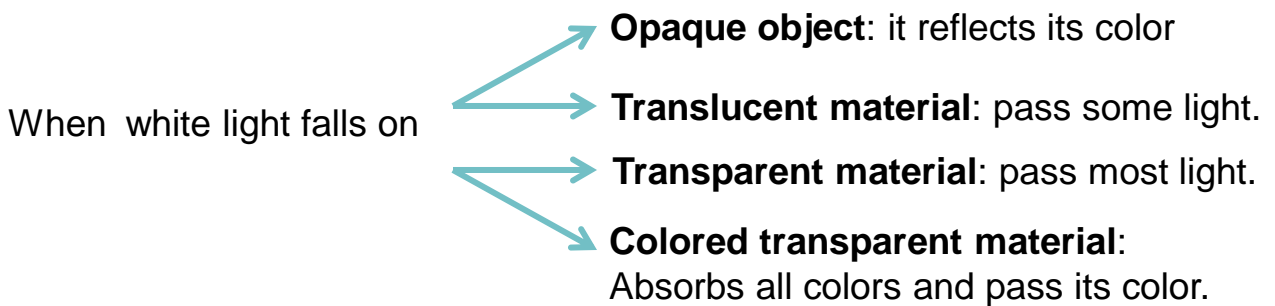 Opaque object: it reflects its color
When white light falls on
Translucent material: pass some light.
Transparent material: pass most light.
Colored transparent material:
Absorbs all colors and pass its color.